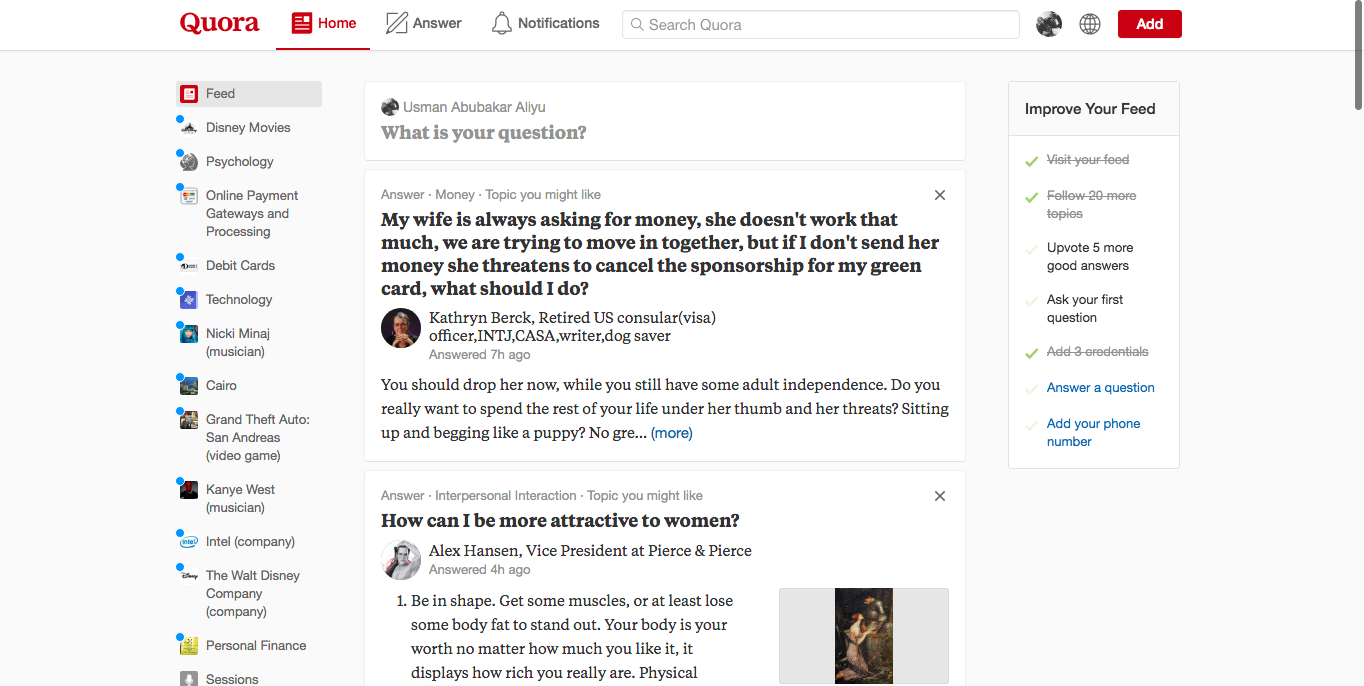 Quora
Home
Answer
Notifications
Search Quora
Add
Feed
Disney Movies
Psychology
Online Payment
Gateways and
Processing
Debit Cards
Technology
Nicki Minaj
(musician)
Cairo
Grand Theft Auto:
San Andreas
(video game)
Kanye West
(musician)
Intel (company)
The Walt Disney
Company
(company)
Personal Finance
Sessions
Usman Abubakar Aliyu
What is your question?
Answer · Money · Topic you might like
My wife is always asking for money, she doesn't work that
much, we are trying to move in together, but if I don't send her
money she threatens to cancel the sponsorship for my green
card, what should I do?
Kathryn Berck, Retired US consular(visa)
officer,INTJ,CASA,writer,dog saver
Answered 7h ago
You should drop her now, while you still have some adult independence. Do you
really want to spend the rest of your life under her thumb and her threats? Sitting
up and begging like a puppy? No gre... (more)
Answer · Interpersonal Interaction · Topic you might like
How can I be more attractive to women?
Alex Hansen, Vice President at Pierce & Pierce
Answered 4h ago
1. Be in shape. Get some muscles, or at least lose
some body fat to stand out. Your body is your
worth no matter how much you like it, it
displays how rich you really are. Physical
Improve Your Feed
Visit your feed
Follow 20 more
topics
Upvote 5 more
good answers
Ask your first
question
Add 3 credentials
Answer a question
Add your phone
number